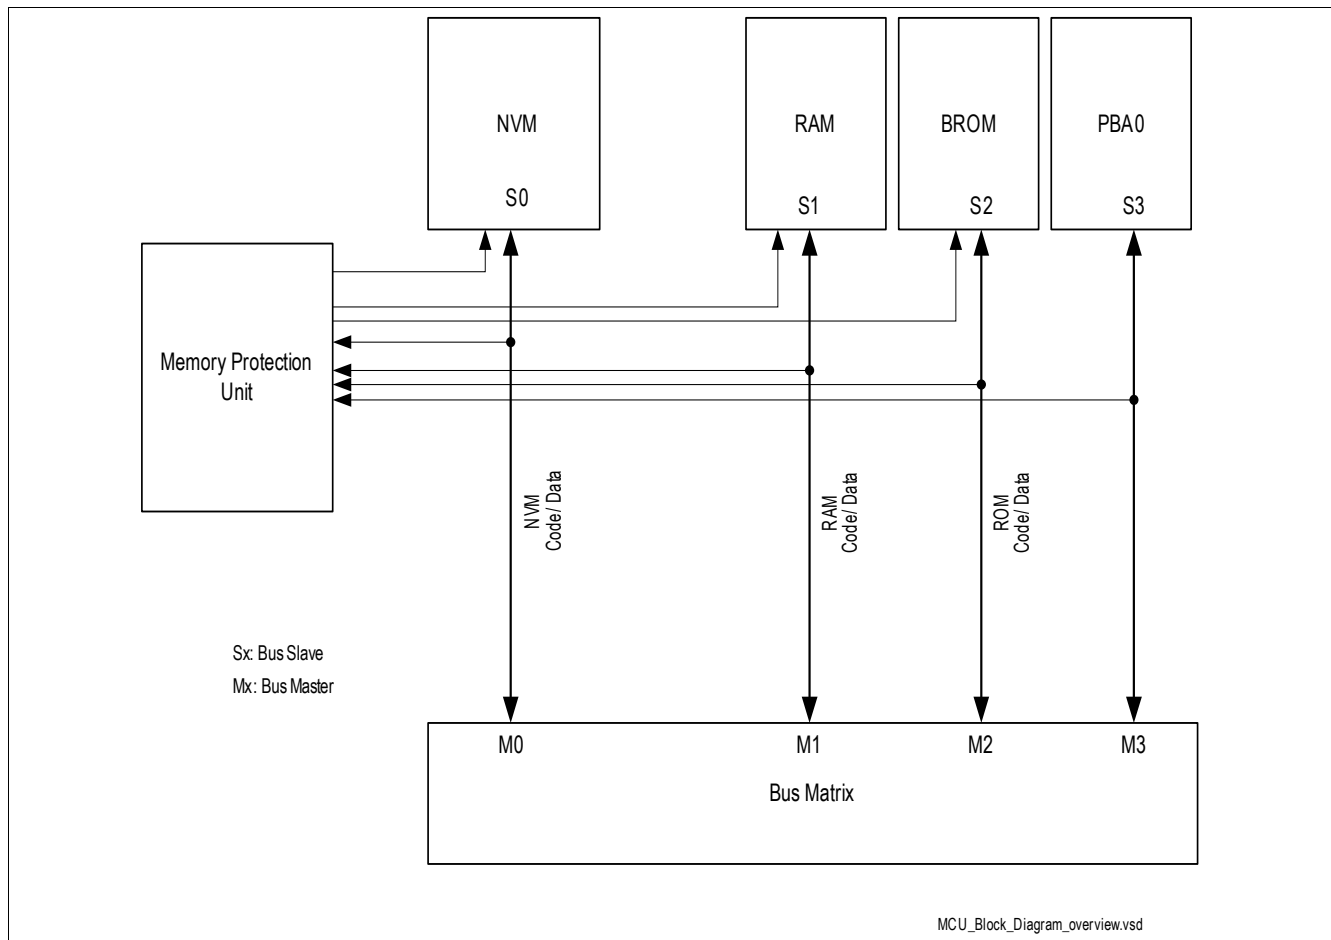 NVM
RAM
BROM
PBA0
S0
S1
S2
S3
Memory Protection
Unit
NVM
Code/ Data
RAM
Code/ Data
ROM
Code/ Data
Sx: Bus Slave
Mx: Bus Master
M0
M1
M2
M3
Bus Matrix
MCU_Block_Diagram_overview.vsd